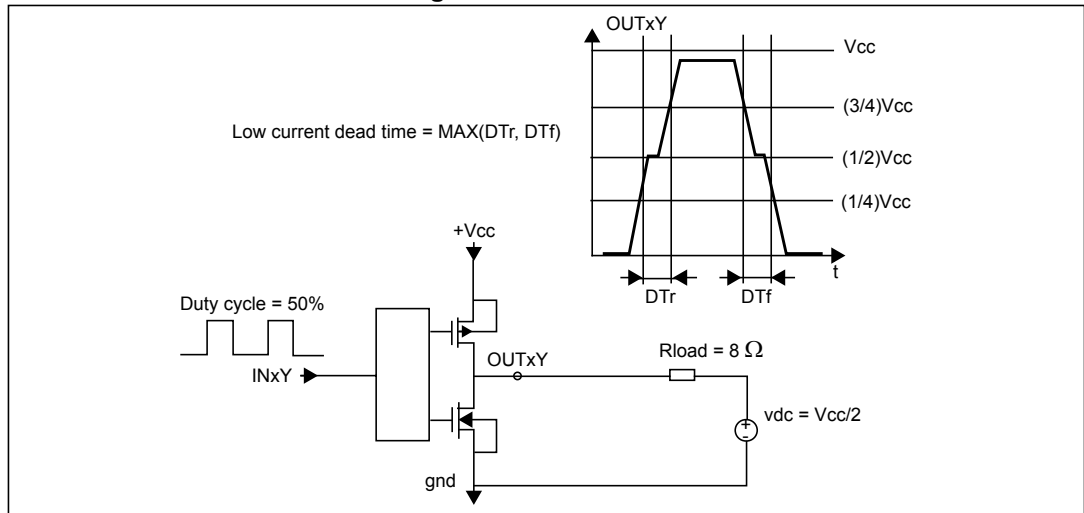 OUTxY
Vcc
(3/4)Vcc
Low current dead time = MAX(DTr, DTf)
(1/2)Vcc
(1/4)Vcc
t
DTr
DTf
+Vcc
Duty cycle = 50%
INxY
OUTxY
Rload = 8 Ω
vdc = Vcc/2
+
-
gnd